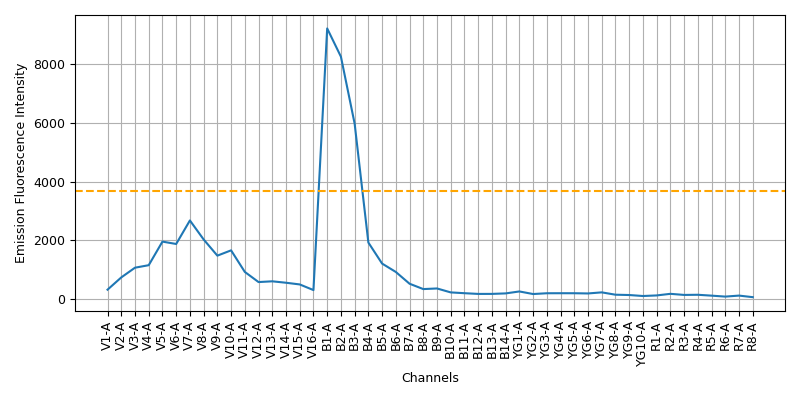 Emission Fluorescence Intensity
8000
6000
4000
2000
0
V1-A V2-A V3-A V4-A V5-A V6-A V7-A V8-A V9-A V10-A V11-A V12-A V13-A V14-A V15-A V16-A B1-A B2-A B3-A B4-A B5-A B6-A B7-A B8-A B9-A B10-A B11-A B12-A B13-A B14-A YG1-A YG2-A YG3-A YG4-A YG5-A YG6-A YG7-A YG8-A YG9-A YG10-A R1-A R2-A R3-A R4-A R5-A R6-A R7-A R8-A
Channels